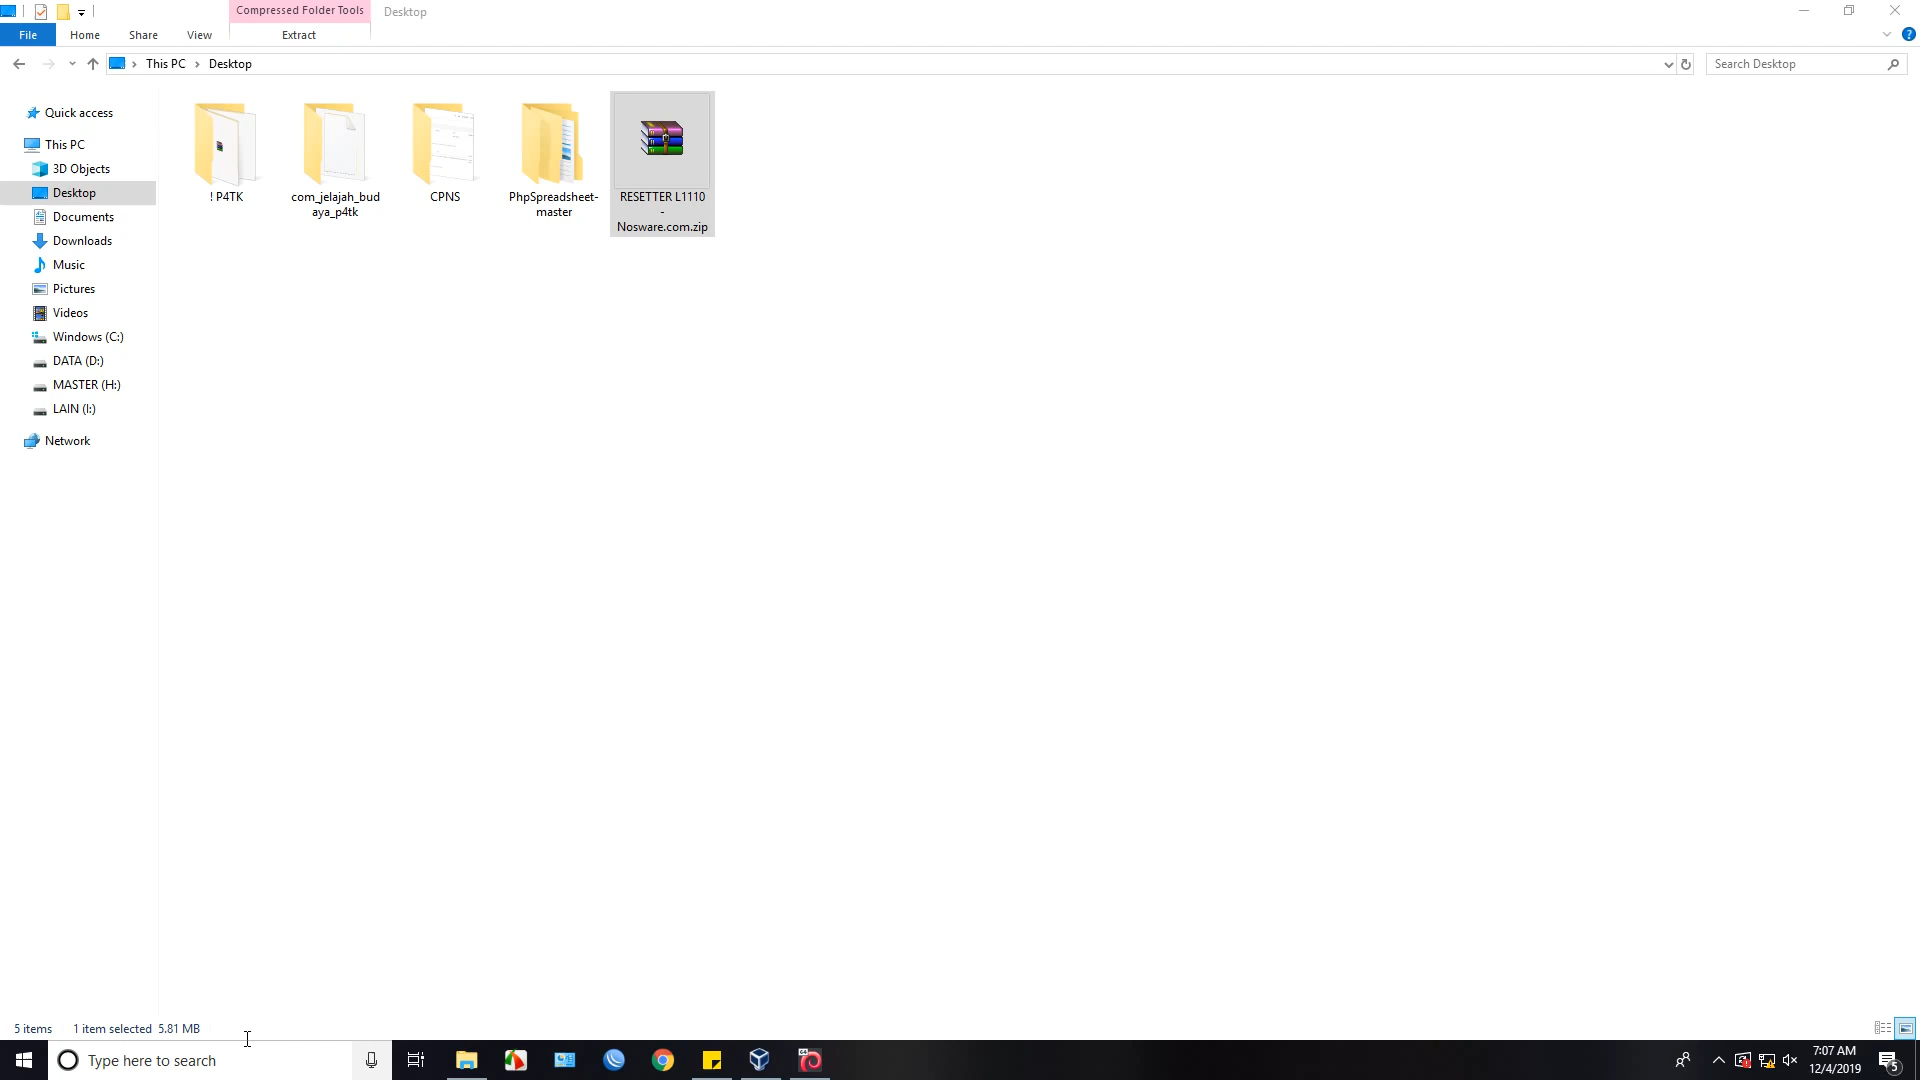 Compressed Folder Tools
Desktop
File
Home
Share
View
Extract
This PC
Desktop
Search Desktop
Quick access
This PC
3D Objects
Desktop
Documents
Downloads
Music
Pictures
Videos
Windows (C:)
DATA (D:)
MASTER (H:)
LAIN (I:)
Network
! P4TK
com_jelajah_bud
aya_p4tk
CPNS
PhpSpreadsheet-
master
RESETTER L1110
-
Nosware.com.zip
5 items
1 item selected 5.81 MB
Type here to search
7:07 AM
12/4/2019
5